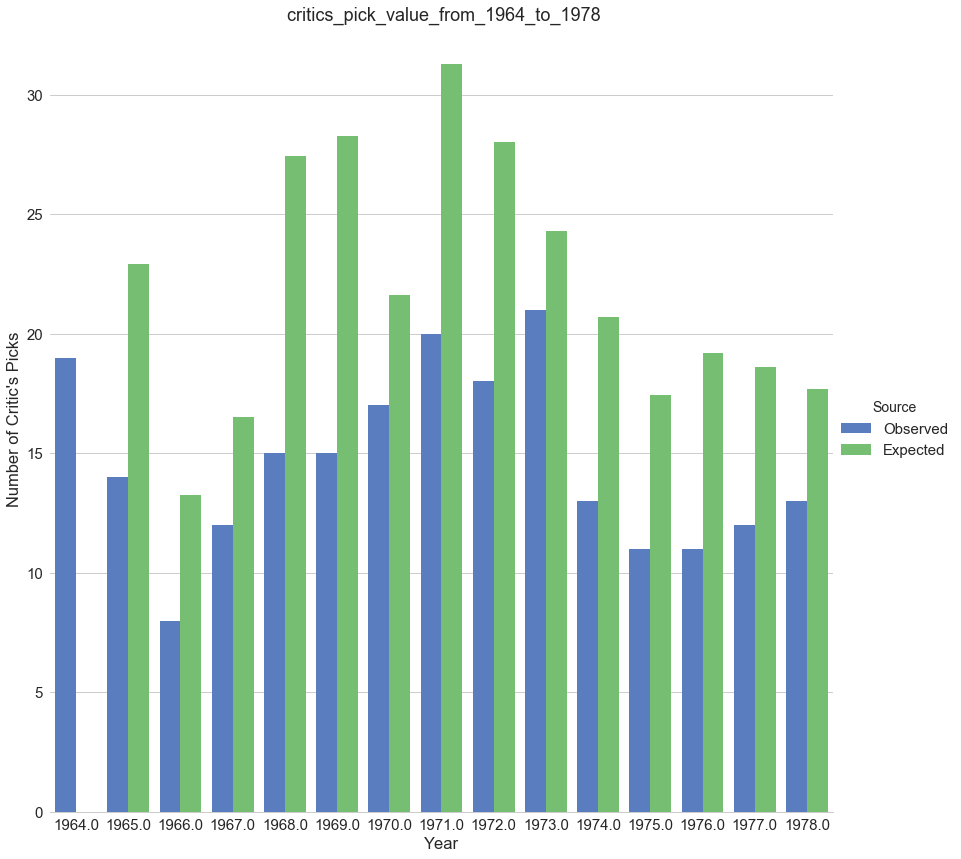 critics_pick_value_from_1964_to_1978
30
25
20
15
10
5
0
Number of Critic's Picks
1964.0 1965.0 1966.0 1967.0 1968.0 1969.0 1970.0 1971.0 1972.0 1973.0 1974.0 1975.0 1976.0 1977.0 1978.0
Year
Source
Observed
Expected